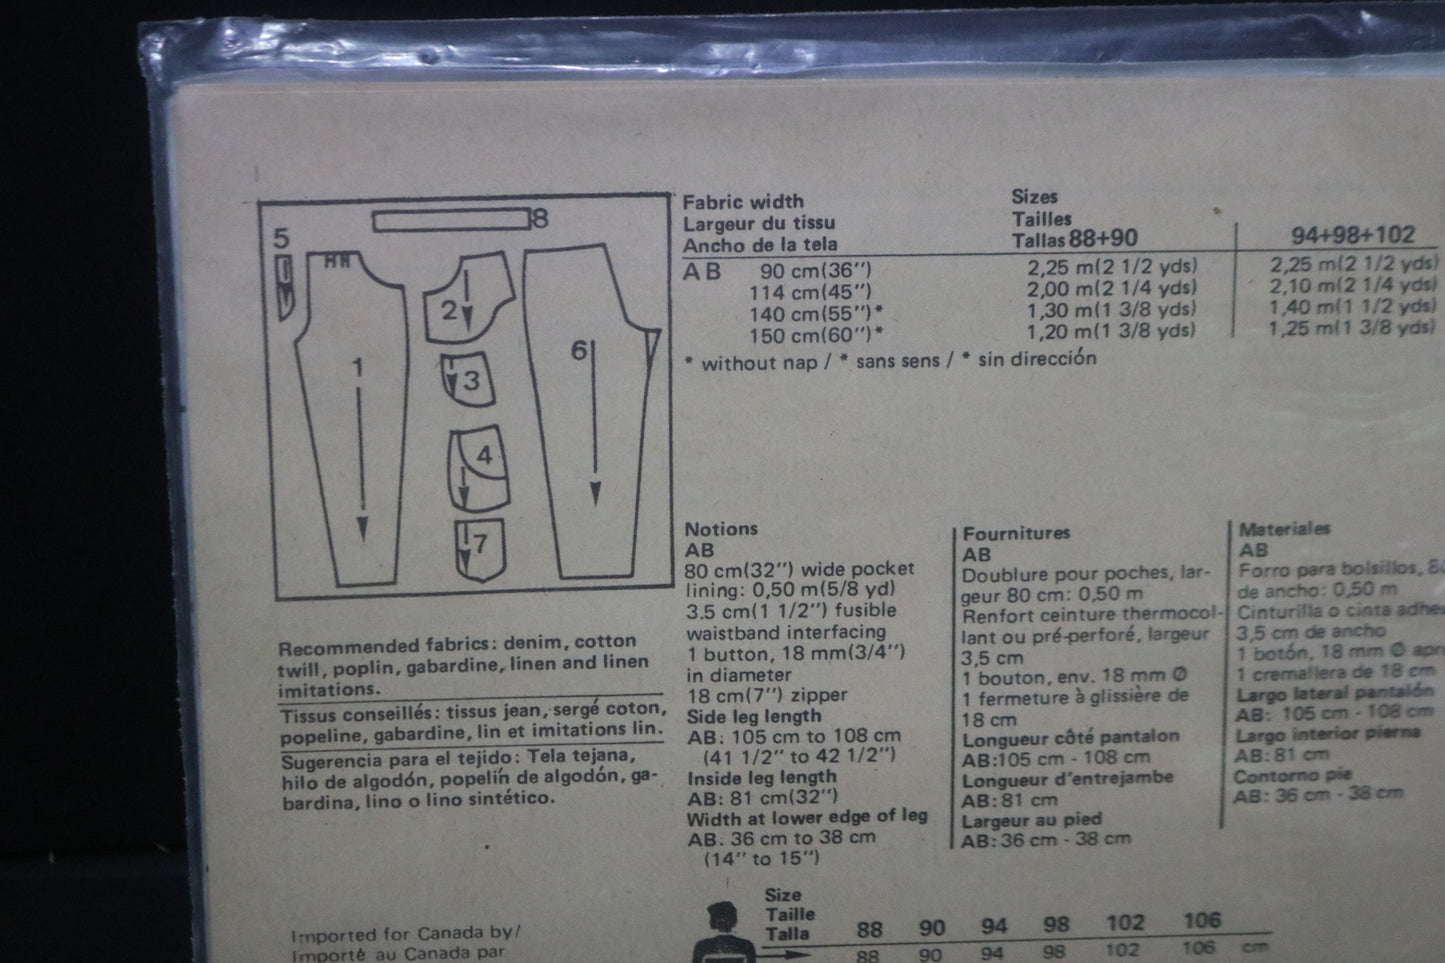 5
8
1
2
3
4
6
7
Fabric width
Largeur du tissu
Ancho de la tela
Sizes
Tailles
Tallas 88+90
94+98+102
A B 90 cm(36″) 2,25 m(2 1/2 yds) 2,25 m(2 1/2 yds)
114 cm(45″) 2,00 m(2 1/4 yds) 2,10 m(2 1/4 yds)
140 cm(55″)* 1,30 m(1 3/8 yds) 1,40 m(1 1/2 yds)
150 cm(60″)* 1,20 m(1 3/8 yds) 1,25 m(1 3/8 yds)
* without nap / * sans sens / * sin dirección
Recommended fabrics: denim, cotton
twill, poplin, gabardine, linen and linen
imitations.
Tissus conseillés: tissus jean, sergé coton,
popeline, gabardine, lin et imitations lin.
Sugerencia para el tejido: Tela tejana,
hilo de algodón, popelín de algodón, ga-
bardina, lino o lino sintético.
Notions
AB
80 cm(32″) wide pocket
lining: 0,50 m(5/8 yd)
3.5 cm(1 1/2″) fusible
waistband interfacing
1 button, 18 mm(3/4″)
in diameter
18 cm(7″) zipper
Side leg length
AB: 105 cm to 108 cm
(41 1/2″ to 42 1/2″)
Inside leg length
AB: 81 cm(32″)
Width at lower edge of leg
AB. 36 cm to 38 cm
(14″ to 15″)
Fournitures
AB
Doublure pour poches, lar-
geur 80 cm: 0,50 m
Renfort ceinture thermocol-
lant ou pré-perforé, largeur
3,5 cm
1 bouton, env. 18 mm Ø
1 fermeture à glissière de
18 cm
Longueur côté pantalon
AB:105 cm - 108 cm
Longueur d'entrejambe
AB: 81 cm
Largeur au pied
AB: 36 cm - 38 cm
Materiales
AB
Forro para bolsillos,
de ancho: 0,50 m
Cinturilla o cinta
3,5 cm de ancho
1 botón, 18 mm Ø
1 cremallera de 18 cm
Largo lateral pantalón
AB: 105 cm - 108 cm
Largo interior pierna
AB: 81 cm
Contorno pie
AB: 36 cm - 38 cm
Imported for Canada by/
Importé au Canada par
Size
Taille
Talla 88 90 94 98 102 106
88 90 94 98 102 106 cm